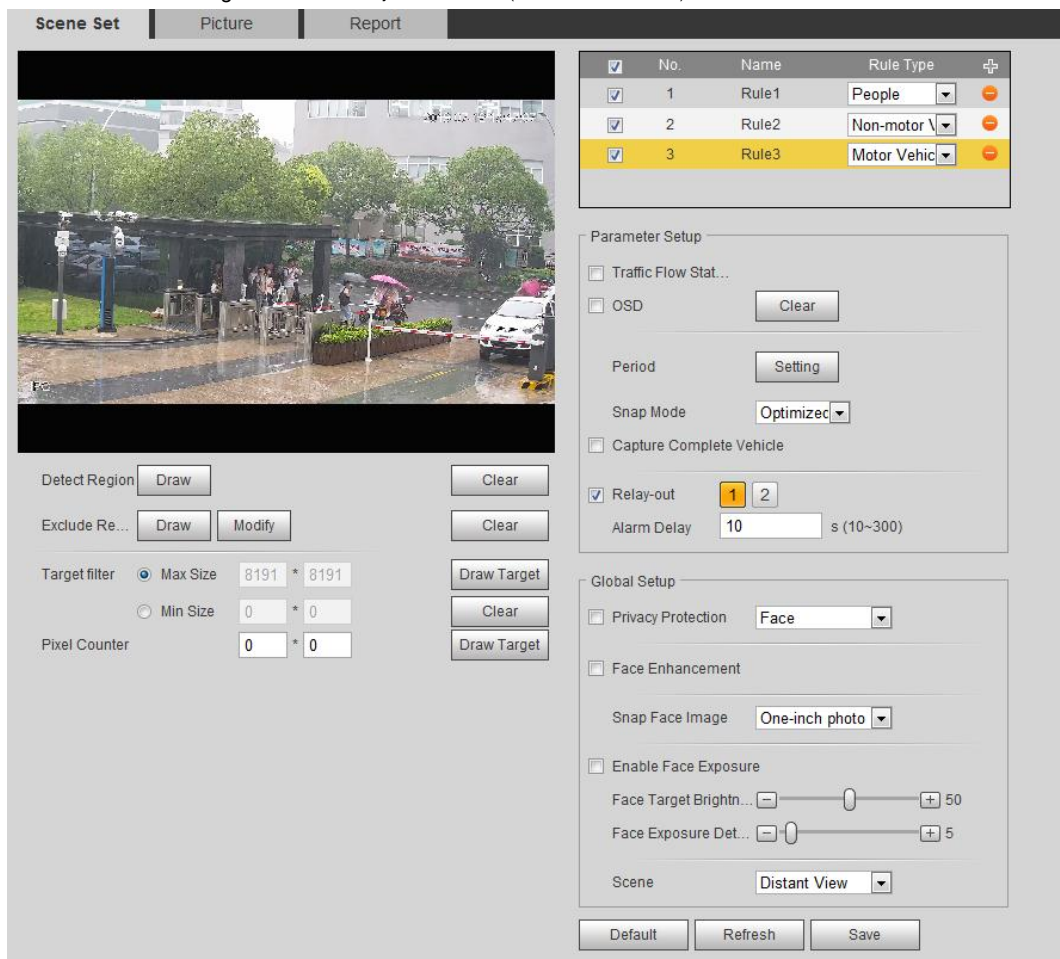 Scene Set Picture Report
No. Name Rule Type
1 Rule1 People
2 Rule2 Non-motor V
3 Rule3 Motor Vehic
Parameter Setup
Traffic Flow Stat...
OSD Clear
Period Setting
Snap Mode Optimized
Capture Complete Vehicle
Relay-out 1 2
Alarm Delay 10 s (10~300)
Detect Region Draw Clear
Exclude Re... Draw Modify Clear
Target filter Max Size 8191 * 8191 Draw Target
Min Size 0 * 0 Clear
Pixel Counter 0 * 0 Draw Target
Global Setup
Privacy Protection Face
Face Enhancement
Snap Face Image One-inch photo
Enable Face Exposure
Face Target Brightn... 50
Face Exposure Det... 5
Scene Distant View
Default Refresh Save